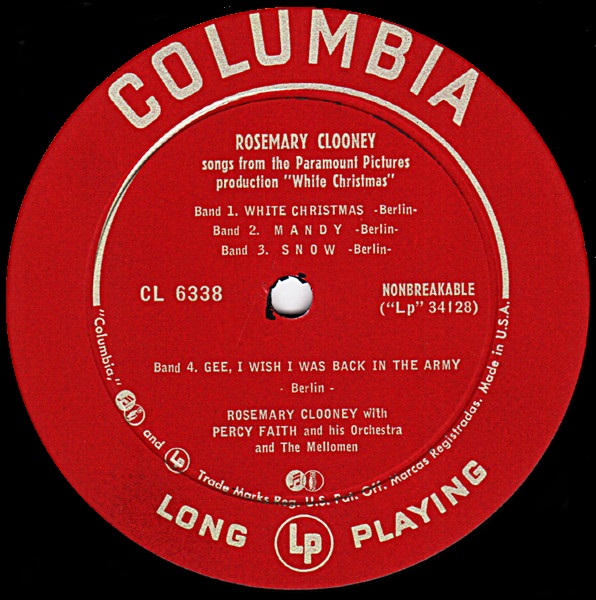 COLUMBIA
ROSEMARY CLOONEY
songs from the Paramount Pictures
production "White Christmas"
Band 1. WHITE CHRISTMAS -Berlin-
Band 2. MANDY -Berlin-
Band 3. SNOW -Berlin-
CL 6338
NONBREAKABLE
("Lp" 34128)
Band 4. GEE, I WISH I WAS BACK IN THE ARMY
- Berlin -
ROSEMARY CLOONEY with
PERCY FAITH and his Orchestra
and The Mellomen
"Columbia," and Lp Trade Marks Reg. U.S. Pat. Off. Marcas Registradas. Made in U.S.A.
LONG Lp PLAYING